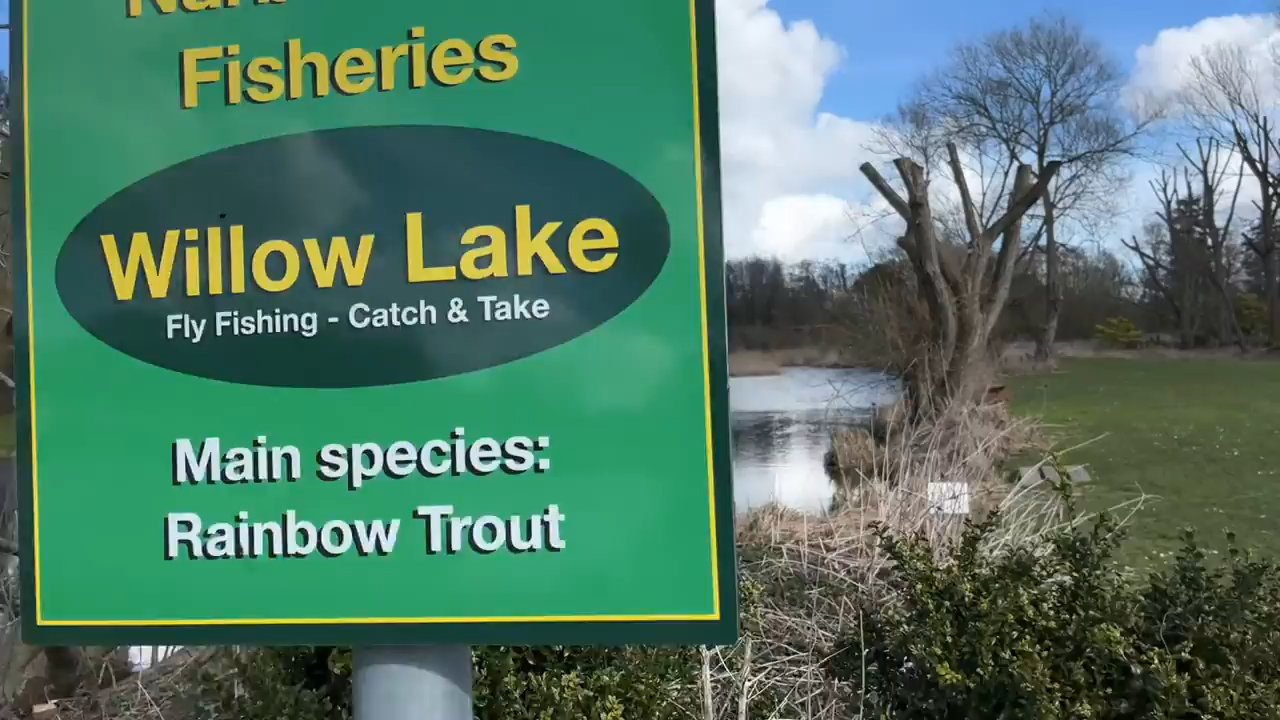 Fisheries
Willow Lake
Fly Fishing - Catch & Take
Main species:
Rainbow Trout